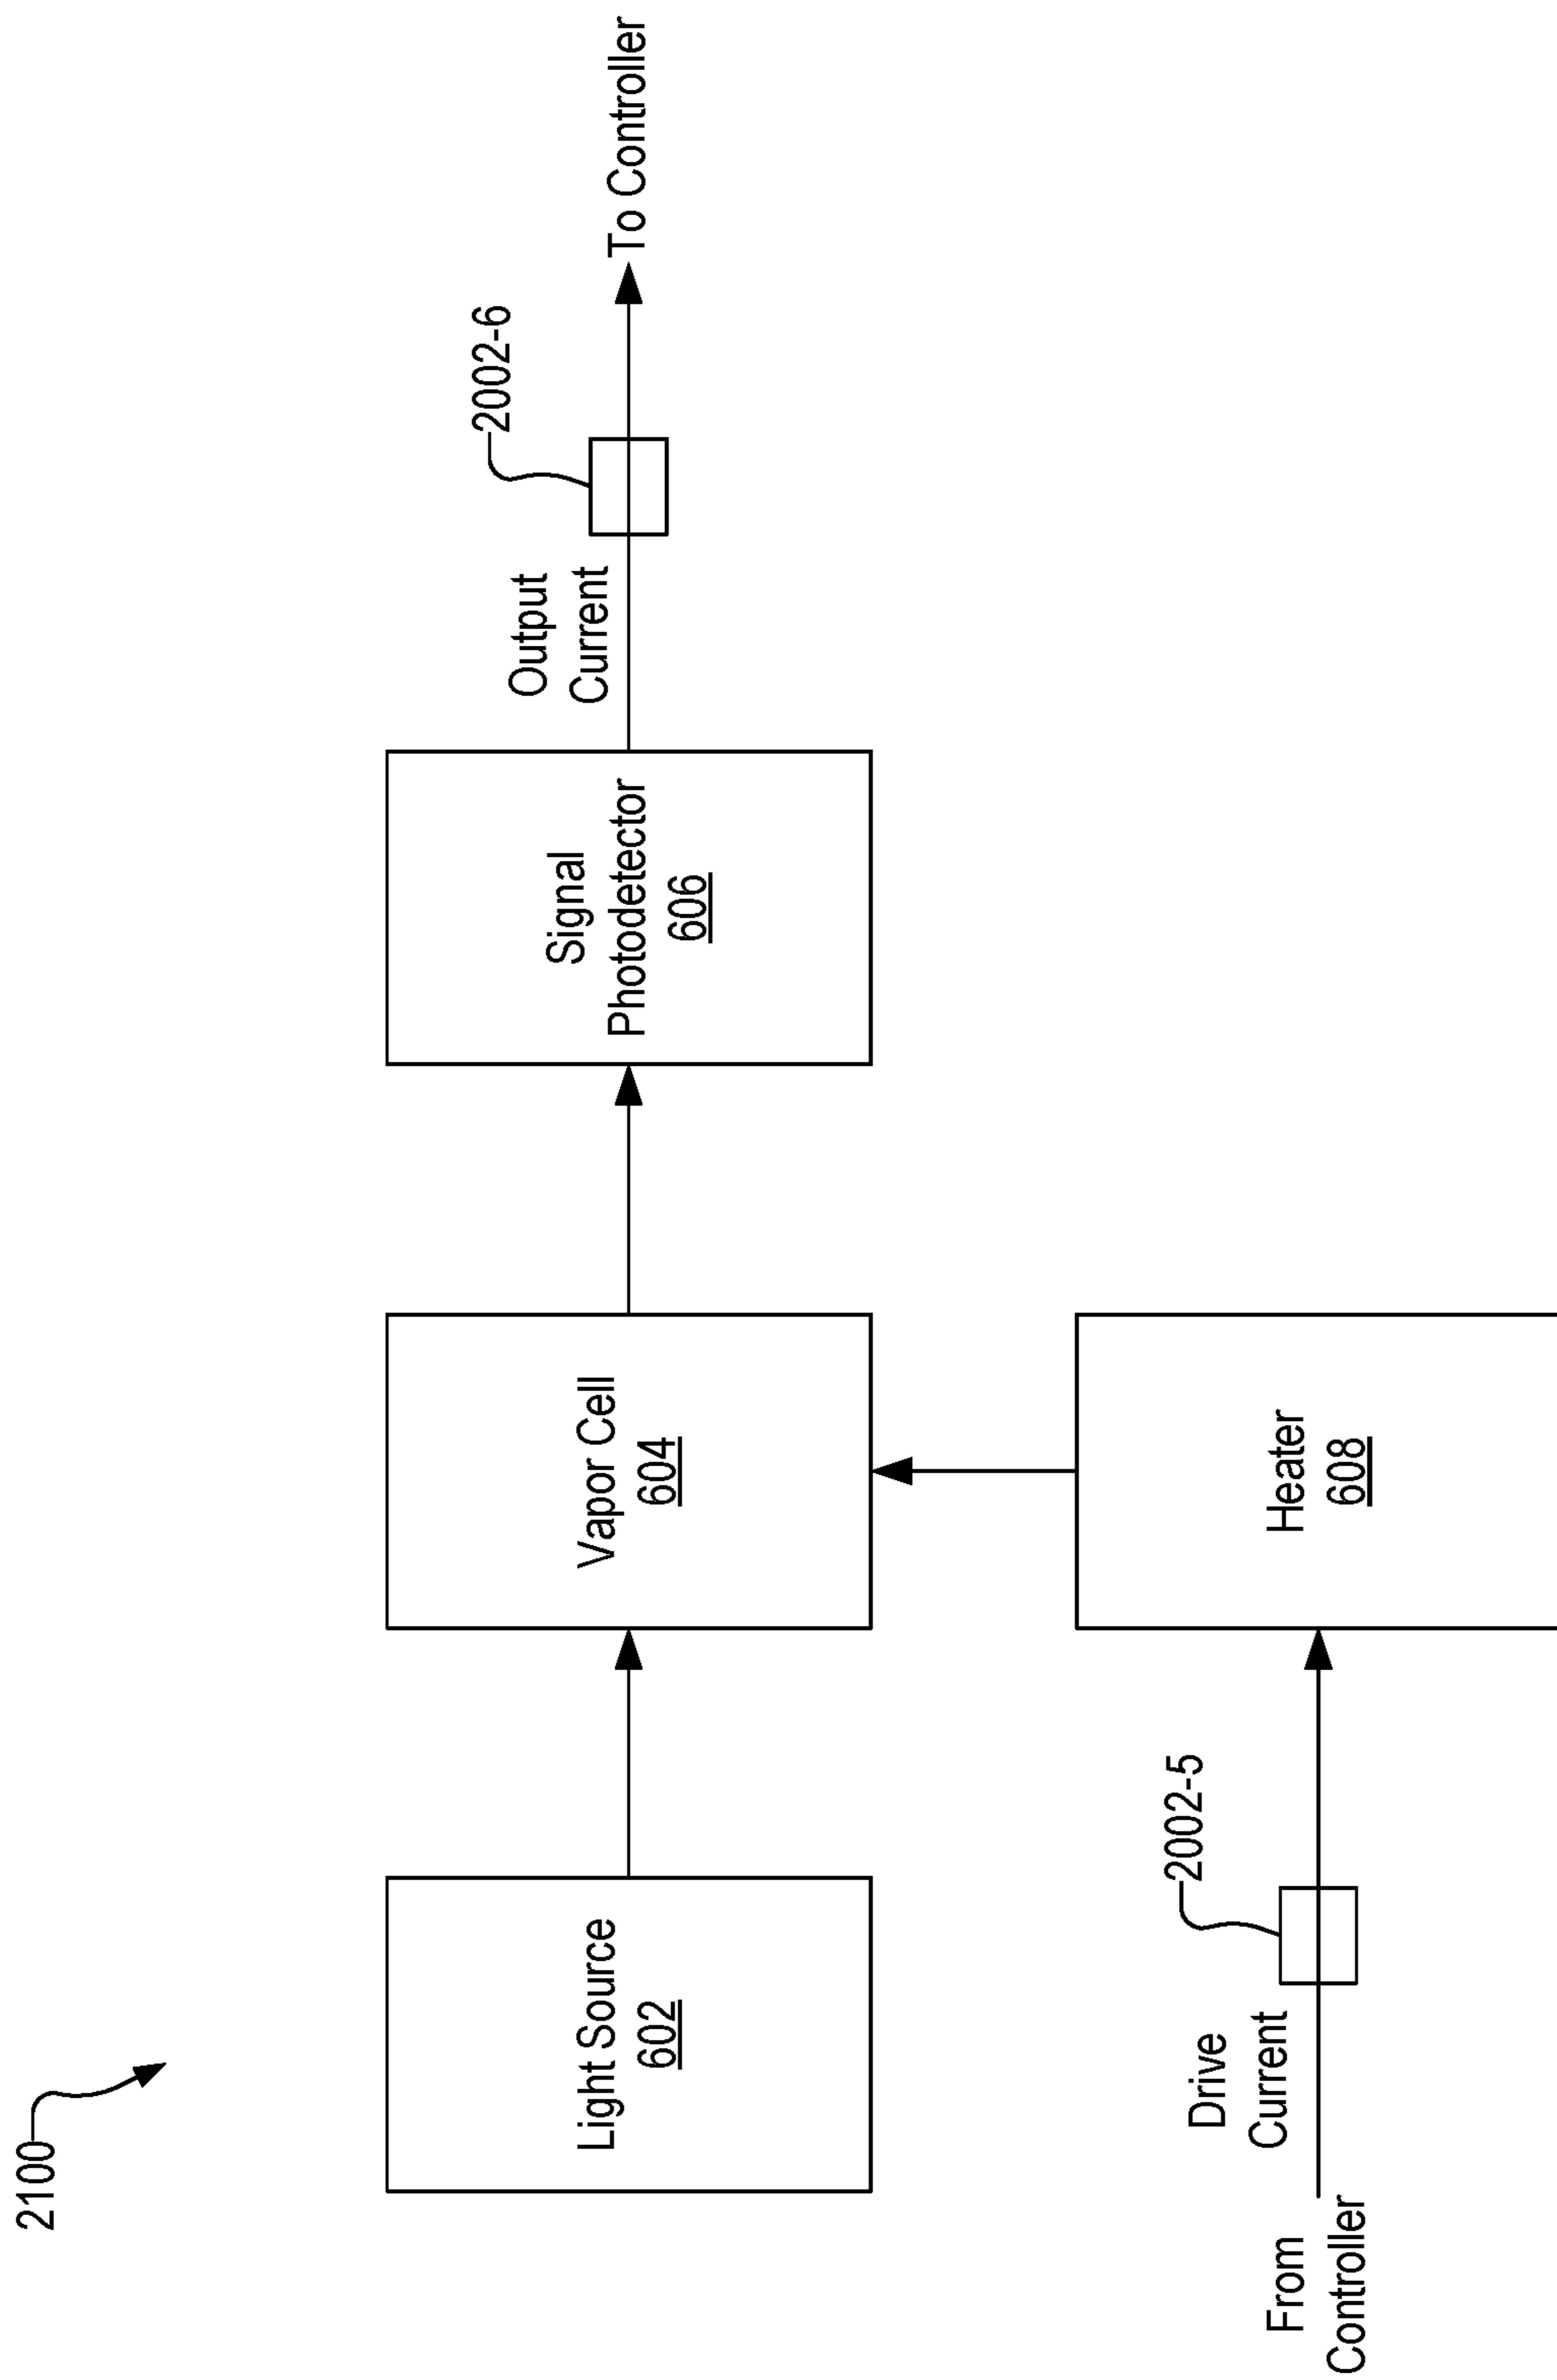 2100
Light Source
602
Vapor Cell
604
Signal
Photodetector
606
Output
Current
2002-6
To Controller
From
Controller
Drive
Current
2002-5
Heater
608